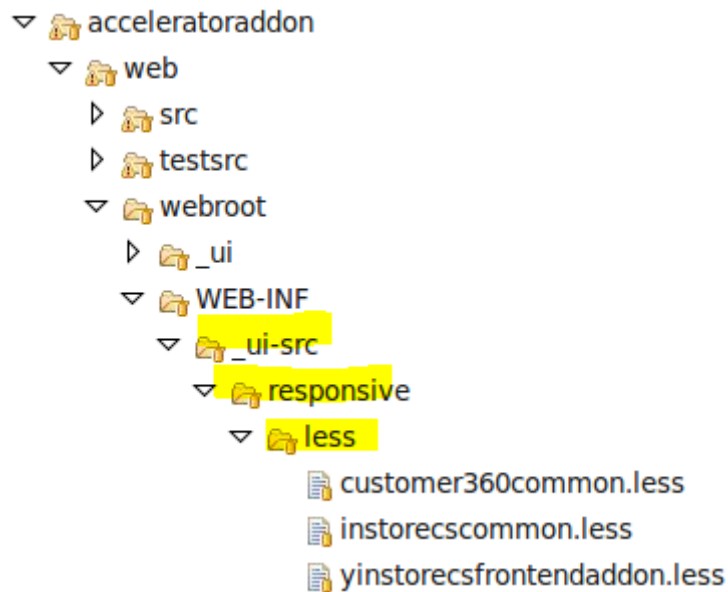 acceleratoraddon
web
src
testsrc
webroot
_ui
WEB-INF
_ui-src
responsive
less
customer360common.less
instorecscommon.less
yinstorecsfrontendaddon.less